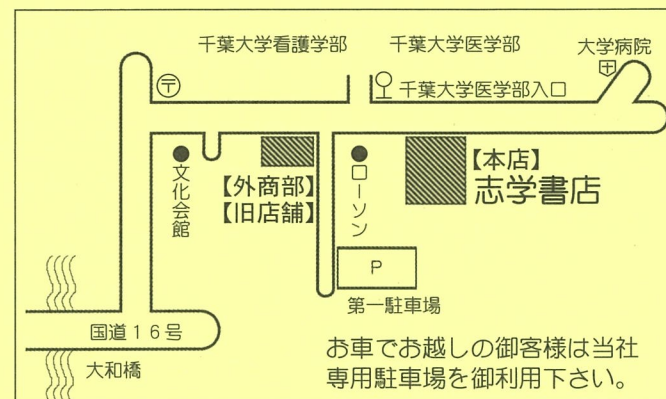 千葉大学看護学部
千葉大学医学部
大学病院
千葉大学医学部入口
文化会館
【外商部】
【旧店舗】
ローソン
【本店】
志学書店
P
第一駐車場
国道16号
大和橋
お車でお越しの御客様は当社
専用駐車場を御利用下さい。